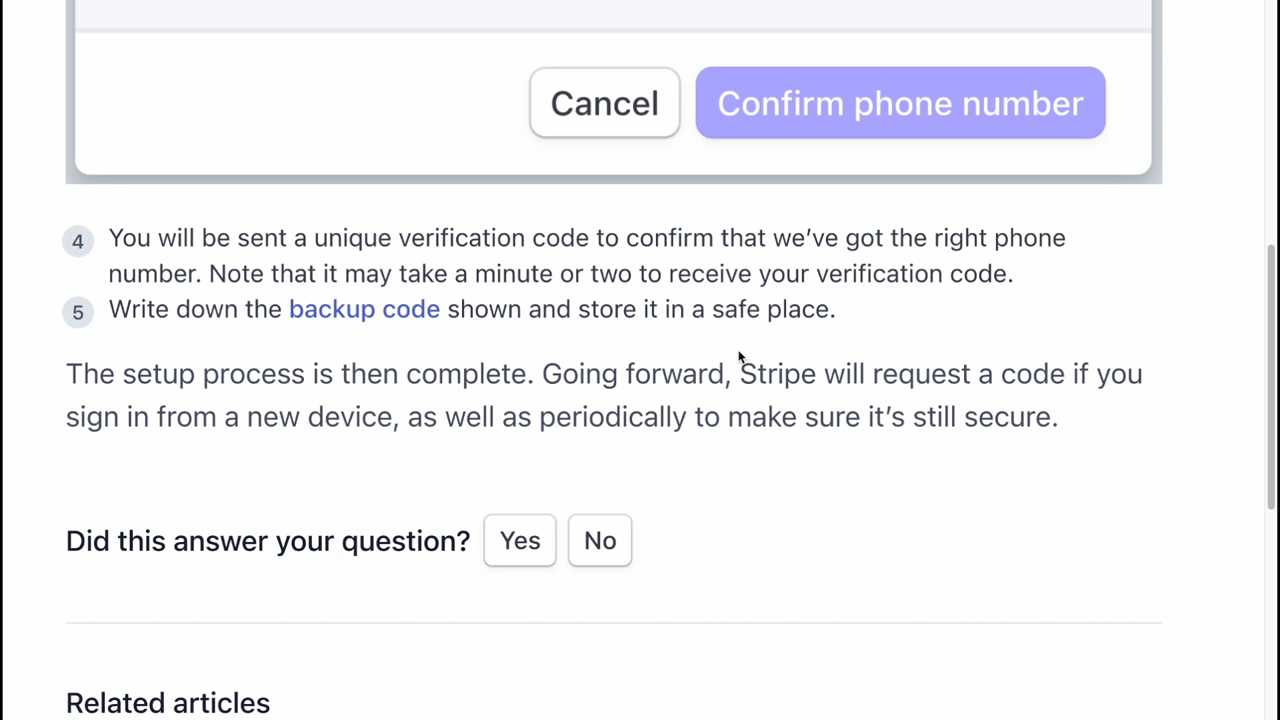 Cancel Confirm phone number
4 You will be sent a unique verification code to confirm that we’ve got the right phone
number. Note that it may take a minute or two to receive your verification code.
5 Write down the backup code shown and store it in a safe place.
The setup process is then complete. Going forward, Stripe will request a code if you
sign in from a new device, as well as periodically to make sure it’s still secure.
Did this answer your question? Yes No
Related articles